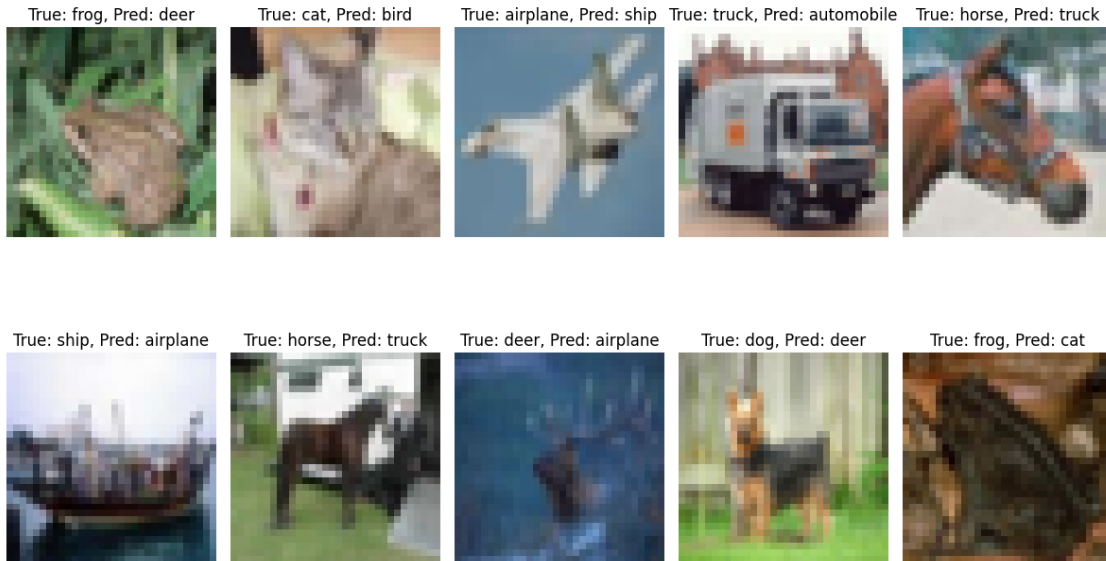 True: frog, Pred: deer
True: cat, Pred: bird
True: airplane, Pred: ship
True: truck, Pred: automobile
True: horse, Pred: truck
True: ship, Pred: airplane
True: horse, Pred: truck
True: deer, Pred: airplane
True: dog, Pred: deer
True: frog, Pred: cat